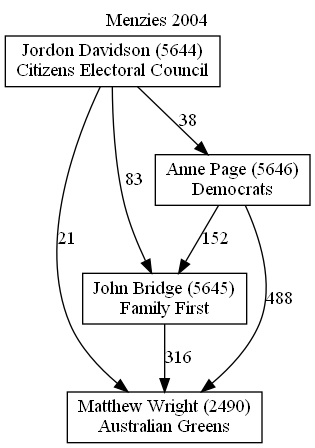 Menzies 2004
Jordon Davidson (5644)
Citizens Electoral Council
38
Anne Page (5646)
Democrats
83
21
152
John Bridge (5645)
Family First
488
316
Matthew Wright (2490)
Australian Greens